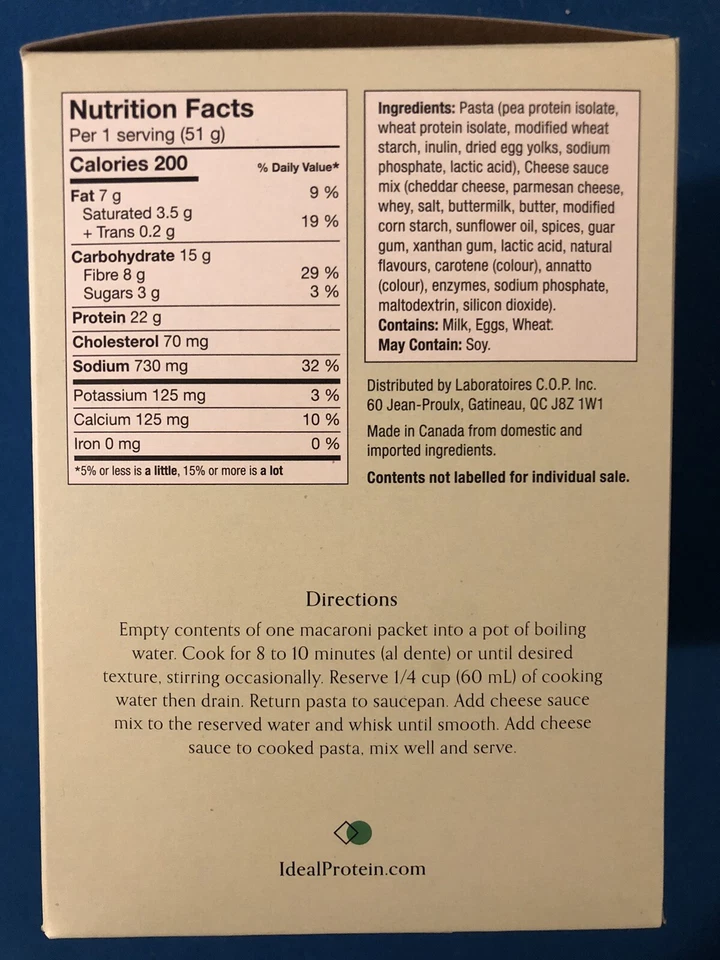 Nutrition Facts
Per 1 serving (51 g)
Calories 200 % Daily Value*
Fat 7 g 9 %
Saturated 3.5 g
+ Trans 0.2 g 19 %
Carbohydrate 15 g
Fibre 8 g 29 %
Sugars 3 g 3 %
Protein 22 g
Cholesterol 70 mg
Sodium 730 mg 32 %
Potassium 125 mg 3 %
Calcium 125 mg 10 %
Iron 0 mg 0 %
*5% or less is a little, 15% or more is a lot
Ingredients: Pasta (pea protein isolate,
wheat protein isolate, modified wheat
starch, inulin, dried egg yolks, sodium
phosphate, lactic acid), Cheese sauce
mix (cheddar cheese, parmesan cheese,
whey, salt, buttermilk, butter, modified
corn starch, sunflower oil, spices, guar
gum, xanthan gum, lactic acid, natural
flavours, carotene (colour), annatto
(colour), enzymes, sodium phosphate,
maltodextrin, silicon dioxide).
Contains: Milk, Eggs, Wheat.
May Contain: Soy.
Distributed by Laboratoires C.O.P. Inc.
60 Jean-Proulx, Gatineau, QC J8Z 1W1
Made in Canada from domestic and
imported ingredients.
Contents not labelled for individual sale.
Directions
Empty contents of one macaroni packet into a pot of boiling
water. Cook for 8 to 10 minutes (al dente) or until desired
texture, stirring occasionally. Reserve 1/4 cup (60 mL) of cooking
water then drain. Return pasta to saucepan. Add cheese sauce
mix to the reserved water and whisk until smooth. Add cheese
sauce to cooked pasta, mix well and serve.
IdealProtein.com